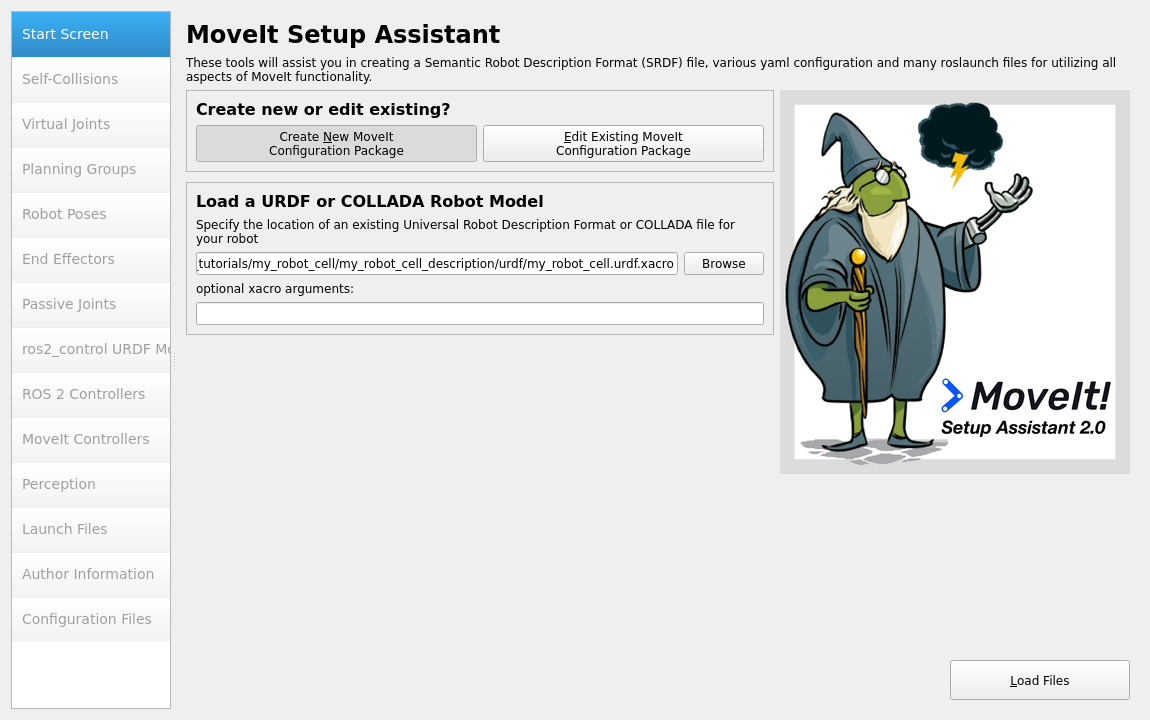 Start Screen
Self-Collisions
Virtual Joints
Planning Groups
Robot Poses
End Effectors
Passive Joints
ros2_control URDF Mo
ROS 2 Controllers
MoveIt Controllers
Perception
Launch Files
Author Information
Configuration Files
MoveIt Setup Assistant
These tools will assist you in creating a Semantic Robot Description Format (SRDF) file, various yaml configuration and many roslaunch files for utilizing all
aspects of MoveIt functionality.
Create new or edit existing?
Create New MoveIt
Configuration Package
Edit Existing MoveIt
Configuration Package
Load a URDF or COLLADA Robot Model
Specify the location of an existing Universal Robot Description Format or COLLADA file for
your robot
tutorials/my_robot_cell/my_robot_cell_description/urdf/my_robot_cell.urdf.xacro
Browse
optional xacro arguments:
MoveIt!
Setup Assistant 2.0
Load Files